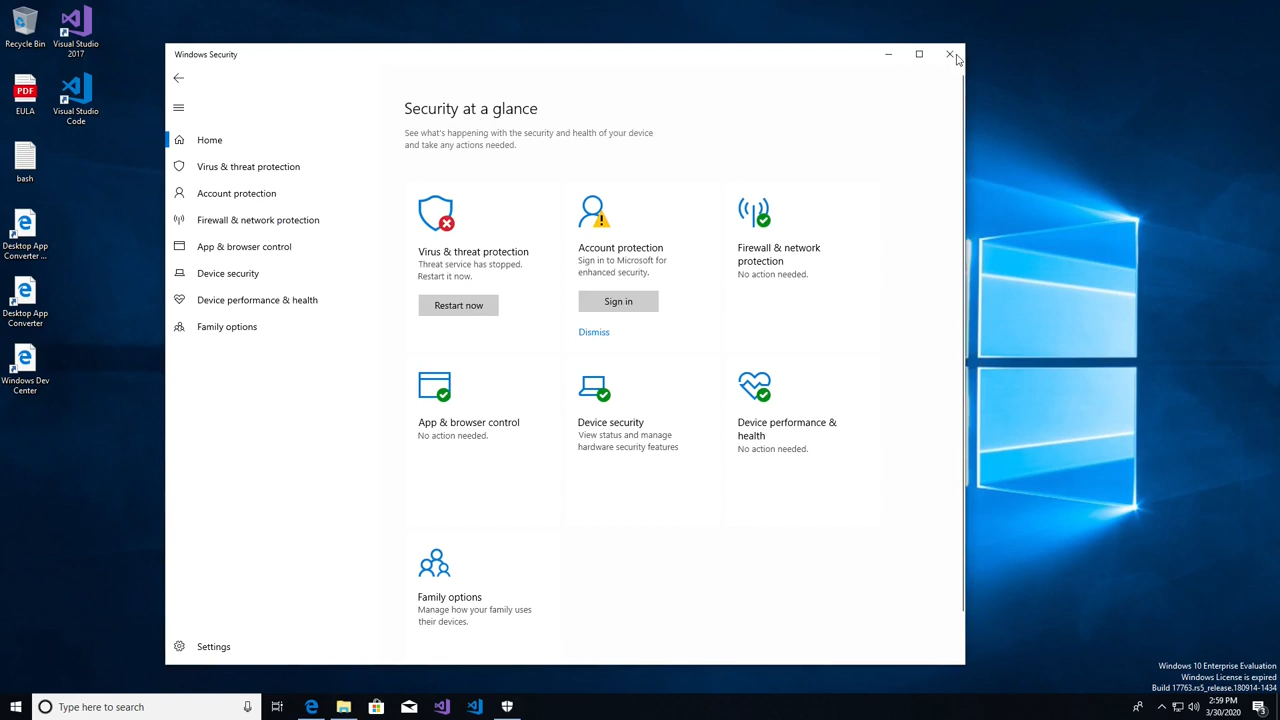 Recycle Bin
Visual Studio
2017
EULA
Visual Studio
Code
bash
Desktop App
Converter ...
Desktop App
Converter
Windows Dev
Center
PDF
Windows Security
Home
Virus & threat protection
Account protection
Firewall & network protection
App & browser control
Device security
Device performance & health
Family options
Settings
Security at a glance
See what's happening with the security and health of your device
and take any actions needed.
Virus & threat protection
Threat service has stopped.
Restart it now.
Restart now
Account protection
Sign in to Microsoft for
enhanced security.
Sign in
Dismiss
Firewall & network
protection
No action needed.
App & browser control
No action needed.
Device security
View status and manage
hardware security features
Device performance &
health
No action needed.
Family options
Manage how your family uses
their devices.
Windows 10 Enterprise Evaluation
Windows License is expired
Build 17763.rs5_release.180914-1434
Type here to search
2:59 PM
3/30/2020
3